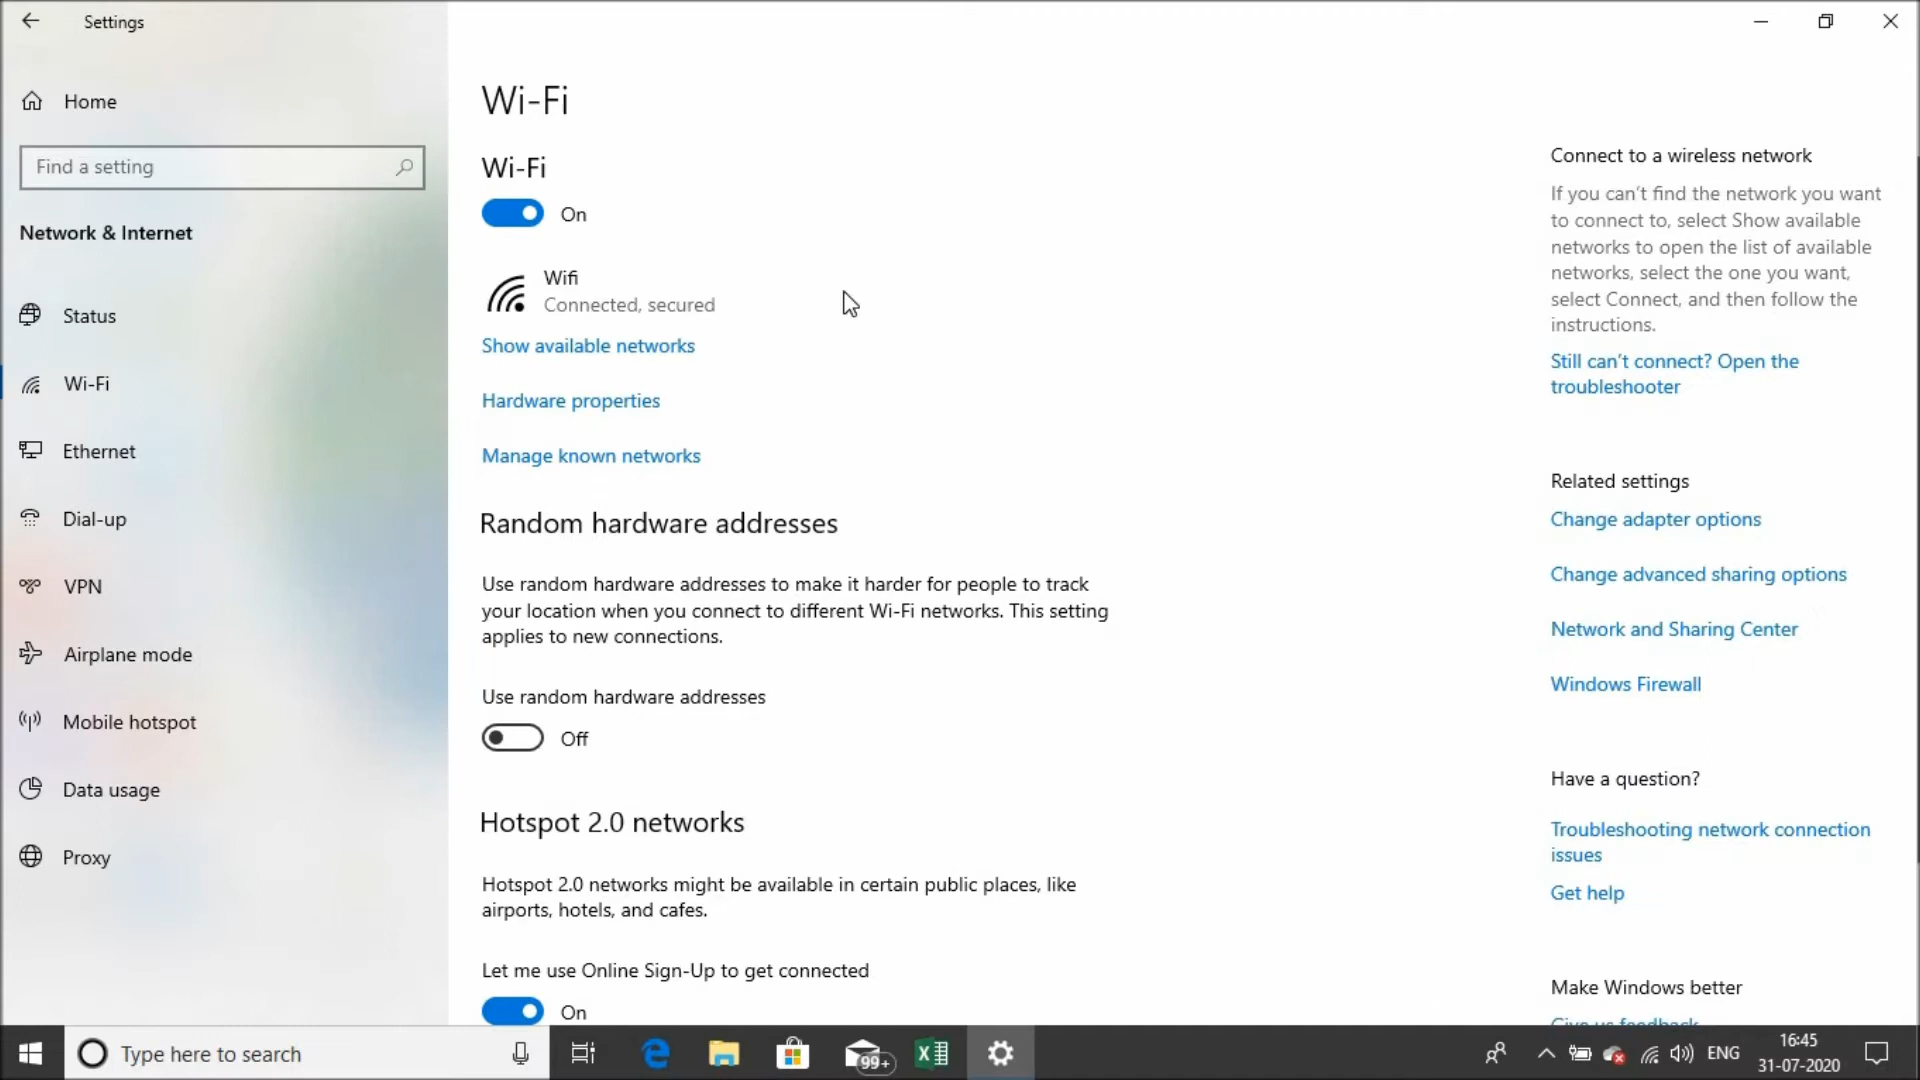 Settings
Home
Find a setting
Network & Internet
Status
Wi-Fi
Ethernet
Dial-up
VPN
Airplane mode
Mobile hotspot
Data usage
Proxy
Wi-Fi
Wi-Fi
On
Wifi
Connected, secured
Show available networks
Hardware properties
Manage known networks
Random hardware addresses
Use random hardware addresses to make it harder for people to track
your location when you connect to different Wi-Fi networks. This setting
applies to new connections.
Use random hardware addresses
Off
Hotspot 2.0 networks
Hotspot 2.0 networks might be available in certain public places, like
airports, hotels, and cafes.
Let me use Online Sign-Up to get connected
On
Connect to a wireless network
If you can't find the network you want
to connect to, select Show available
networks to open the list of available
networks, select the one you want,
select Connect, and then follow the
instructions.
Still can't connect? Open the
troubleshooter
Related settings
Change adapter options
Change advanced sharing options
Network and Sharing Center
Windows Firewall
Have a question?
Troubleshooting network connection
issues
Get help
Make Windows better
Give us feedback
Type here to search
99+
ENG
16:45
31-07-2020